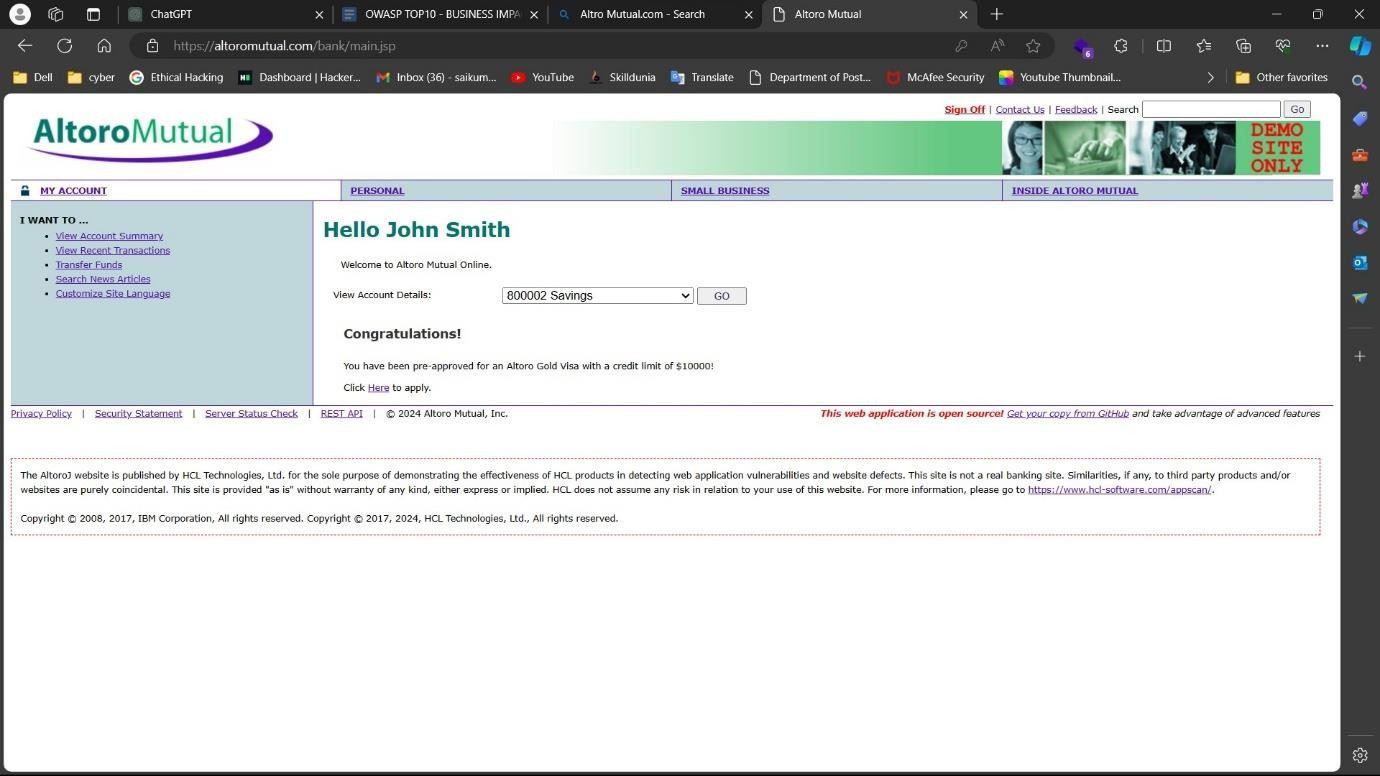 ChatGPT
OWASP TOP10 - BUSINESS IMPA
Altro Mutual.com - Search
Altoro Mutual
https://altoromutual.com/bank/main.jsp
6
Dell
cyber
Ethical Hacking
Dashboard | Hacker...
Inbox (36) - saikum...
YouTube
Skilldunia
Translate
Department of Post...
McAfee Security
Youtube Thumbnail...
Other favorites
AltoroMutual
Sign Off | Contact Us | Feedback | Search
Go
DEMO
SITE
ONLY
MY ACCOUNT
PERSONAL
SMALL BUSINESS
INSIDE ALTORO MUTUAL
I WANT TO ...
• View Account Summary
• View Recent Transactions
• Transfer Funds
• Search News Articles
• Customize Site Language
Hello John Smith
Welcome to Altoro Mutual Online.
View Account Details:
800002 Savings
GO
Congratulations!
You have been pre-approved for an Altoro Gold Visa with a credit limit of $10000!
Click Here to apply.
Privacy Policy | Security Statement | Server Status Check | REST API | © 2024 Altoro Mutual, Inc.
This web application is open source! Get your copy from GitHub and take advantage of advanced features
The AltoroJ website is published by HCL Technologies, Ltd. for the sole purpose of demonstrating the effectiveness of HCL products in detecting web application vulnerabilities and website defects. This site is not a real banking site. Similarities, if any, to third party products and/or
websites are purely coincidental. This site is provided "as is" without warranty of any kind, either express or implied. HCL does not assume any risk in relation to your use of this website. For more information, please go to https://www.hcl-software.com/appscan/.
Copyright © 2008, 2017, IBM Corporation, All rights reserved. Copyright © 2017, 2024, HCL Technologies, Ltd., All rights reserved.